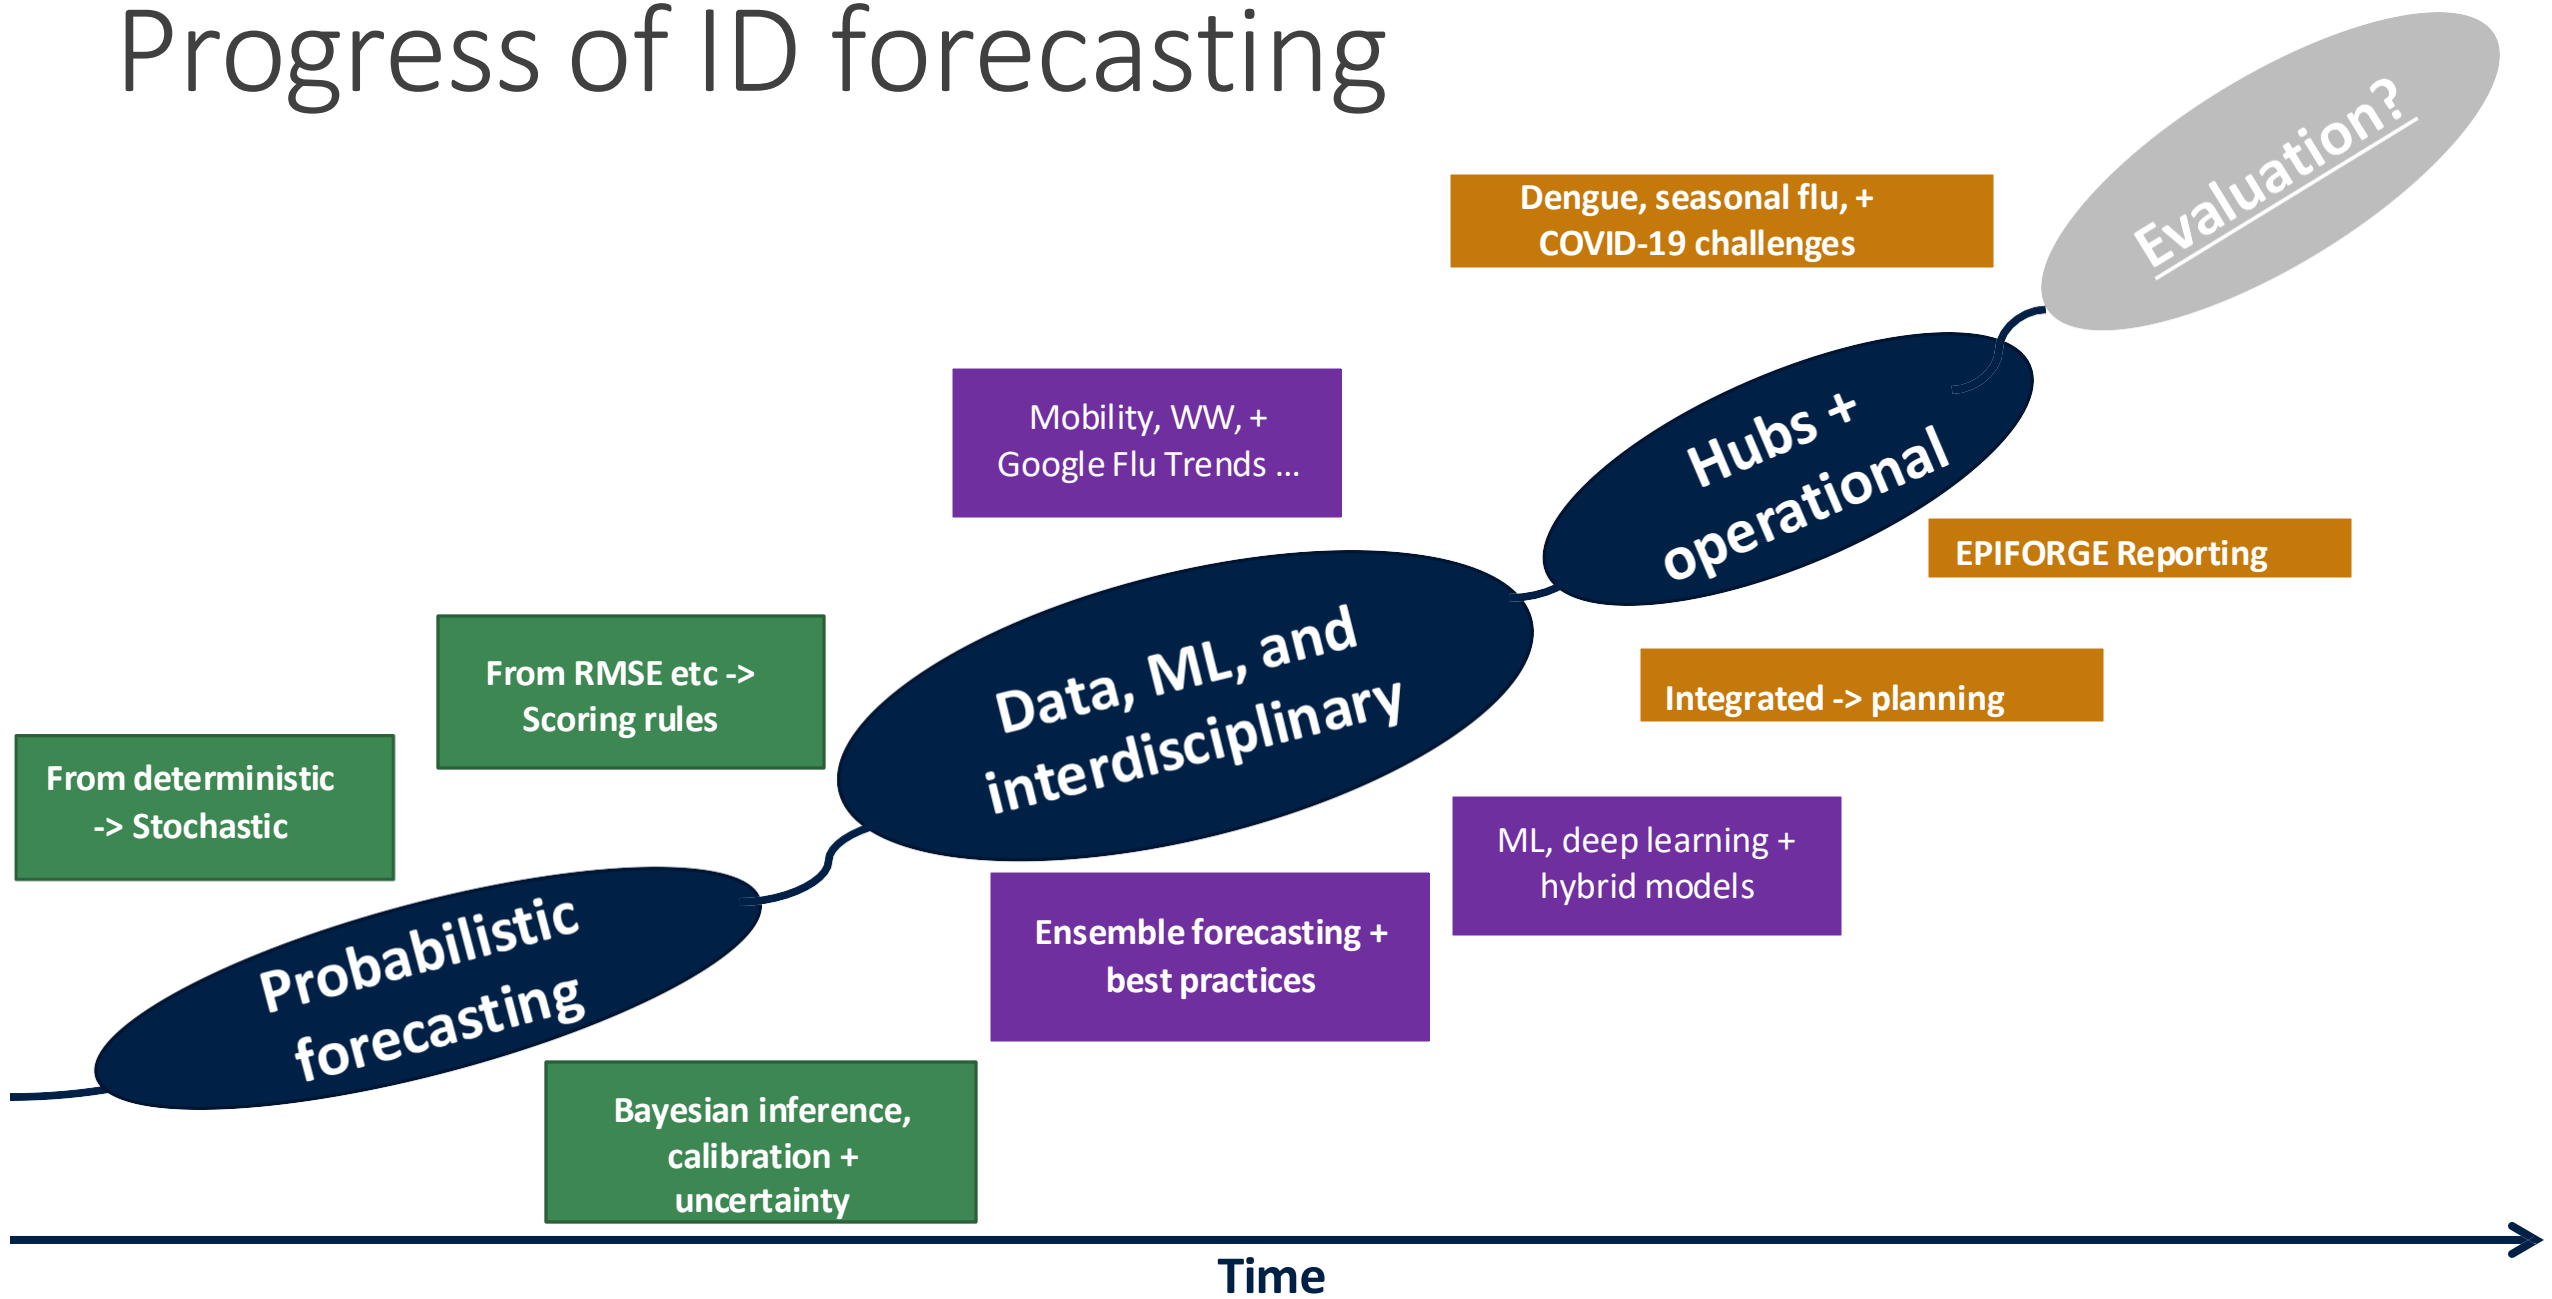 Progress of ID forecasting
Evaluation?
Dengue, seasonal flu, +
COVID-19 challenges
Mobility, WW, +
Google Flu Trends ...
Hubs +
operational
EPIFORGE Reporting
From RMSE etc ->
Scoring rules
Data, ML, and
interdisciplinary
Integrated -> planning
From deterministic
-> Stochastic
ML, deep learning +
hybrid models
Probabilistic
forecasting
Ensemble forecasting +
best practices
Bayesian inference,
calibration +
uncertainty
Time